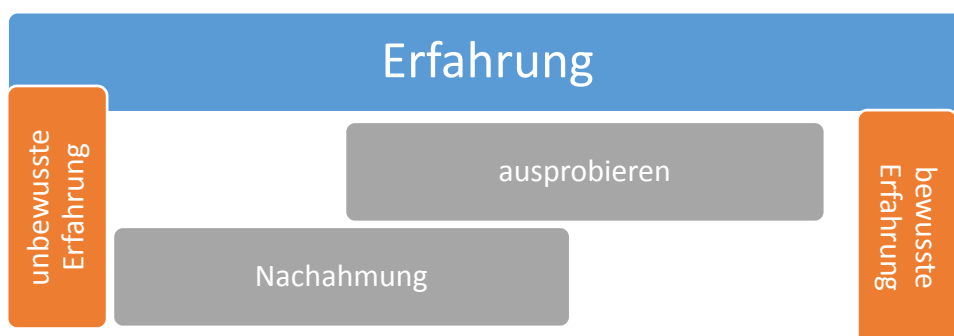 Erfahrung
unbewusste
Erfahrung
ausprobieren
bewusste
Erfahrung
Nachahmung